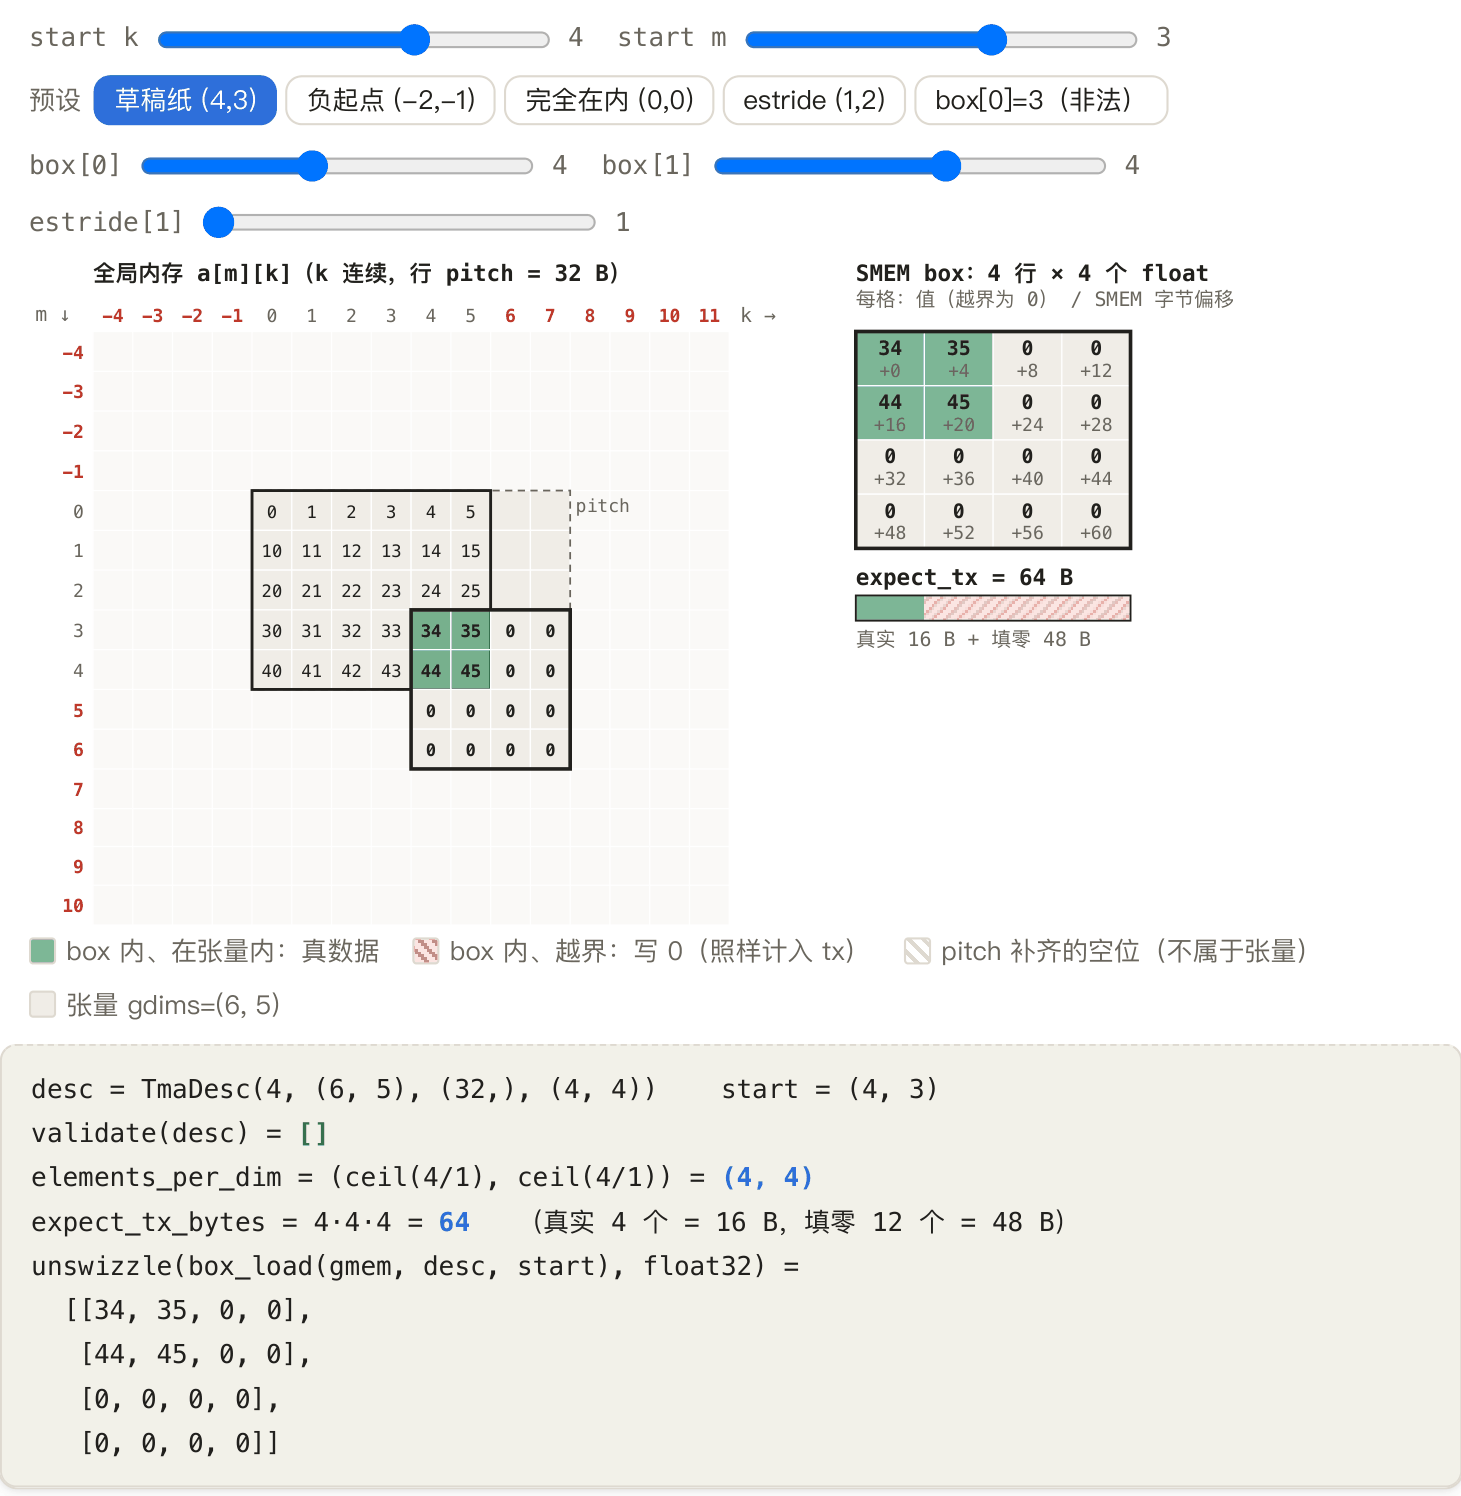 start k 4 start m 3
预设 草稿纸 (4,3) 负起点 (−2,−1) 完全在内 (0,0) estride (1,2) box[0]=3（非法）
box[0] 4 box[1] 4
estride[1] 1
全局内存 a[m][k]（k 连续，行 pitch = 32 B）
m ↓ −4 −3 −2 −1 0 1 2 3 4 5 6 7 8 9 10 11 k →
−4
−3
−2
−1
0 0 1 2 3 4 5 pitch
1 10 11 12 13 14 15
2 20 21 22 23 24 25
3 30 31 32 33 34 35 0 0
4 40 41 42 43 44 45 0 0
5 0 0 0 0
6 0 0 0 0
7
8
9
10
SMEM box：4 行 × 4 个 float
每格：值（越界为 0） / SMEM 字节偏移
34 35 0 0
+0 +4 +8 +12
44 45 0 0
+16 +20 +24 +28
0 0 0 0
+32 +36 +40 +44
0 0 0 0
+48 +52 +56 +60
expect_tx = 64 B
真实 16 B + 填零 48 B
box 内、在张量内：真数据 box 内、越界：写 0（照样计入 tx） pitch 补齐的空位（不属于张量）
张量 gdims=(6, 5)
desc = TmaDesc(4, (6, 5), (32,), (4, 4)) start = (4, 3)
validate(desc) = []
elements_per_dim = (ceil(4/1), ceil(4/1)) = (4, 4)
expect_tx_bytes = 4·4·4 = 64 （真实 4 个 = 16 B，填零 12 个 = 48 B）
unswizzle(box_load(gmem, desc, start), float32) =
[[34, 35, 0, 0],
[44, 45, 0, 0],
[0, 0, 0, 0],
[0, 0, 0, 0]]